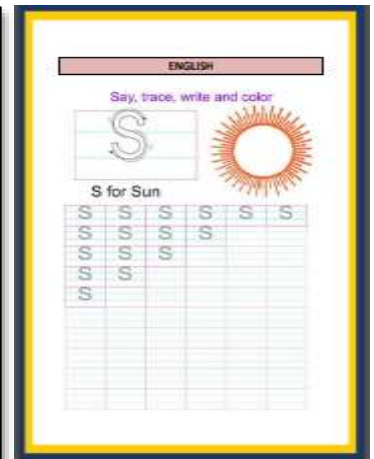 ENGLISH
Say, trace, write and color
S
S for Sun
S S S S S S
S S S S
S S S
S S
S